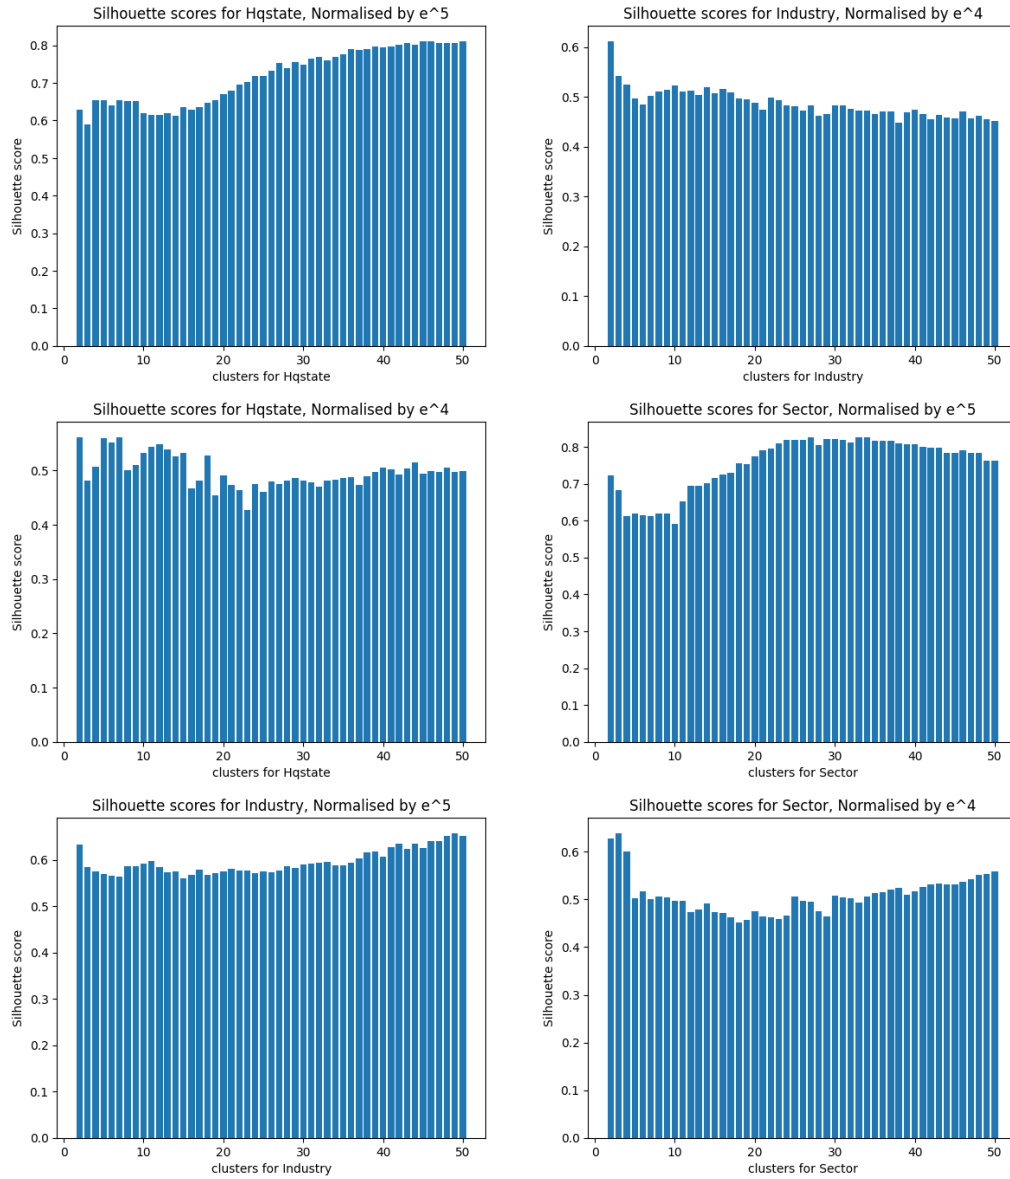 Silhouette scores for Hqstate, Normalised by e^5
Silhouette score
0.8
0.7
0.6
0.5
0.4
0.3
0.2
0.1
0.0
0 10 20 30 40 50
clusters for Hqstate
Silhouette scores for Industry, Normalised by e^4
Silhouette score
0.6
0.5
0.4
0.3
0.2
0.1
0.0
0 10 20 30 40 50
clusters for Industry
Silhouette scores for Hqstate, Normalised by e^4
Silhouette score
0.5
0.4
0.3
0.2
0.1
0.0
0 10 20 30 40 50
clusters for Hqstate
Silhouette scores for Sector, Normalised by e^5
Silhouette score
0.8
0.7
0.6
0.5
0.4
0.3
0.2
0.1
0.0
0 10 20 30 40 50
clusters for Sector
Silhouette scores for Industry, Normalised by e^5
Silhouette score
0.6
0.5
0.4
0.3
0.2
0.1
0.0
0 10 20 30 40 50
clusters for Industry
Silhouette scores for Sector, Normalised by e^4
Silhouette score
0.6
0.5
0.4
0.3
0.2
0.1
0.0
0 10 20 30 40 50
clusters for Sector